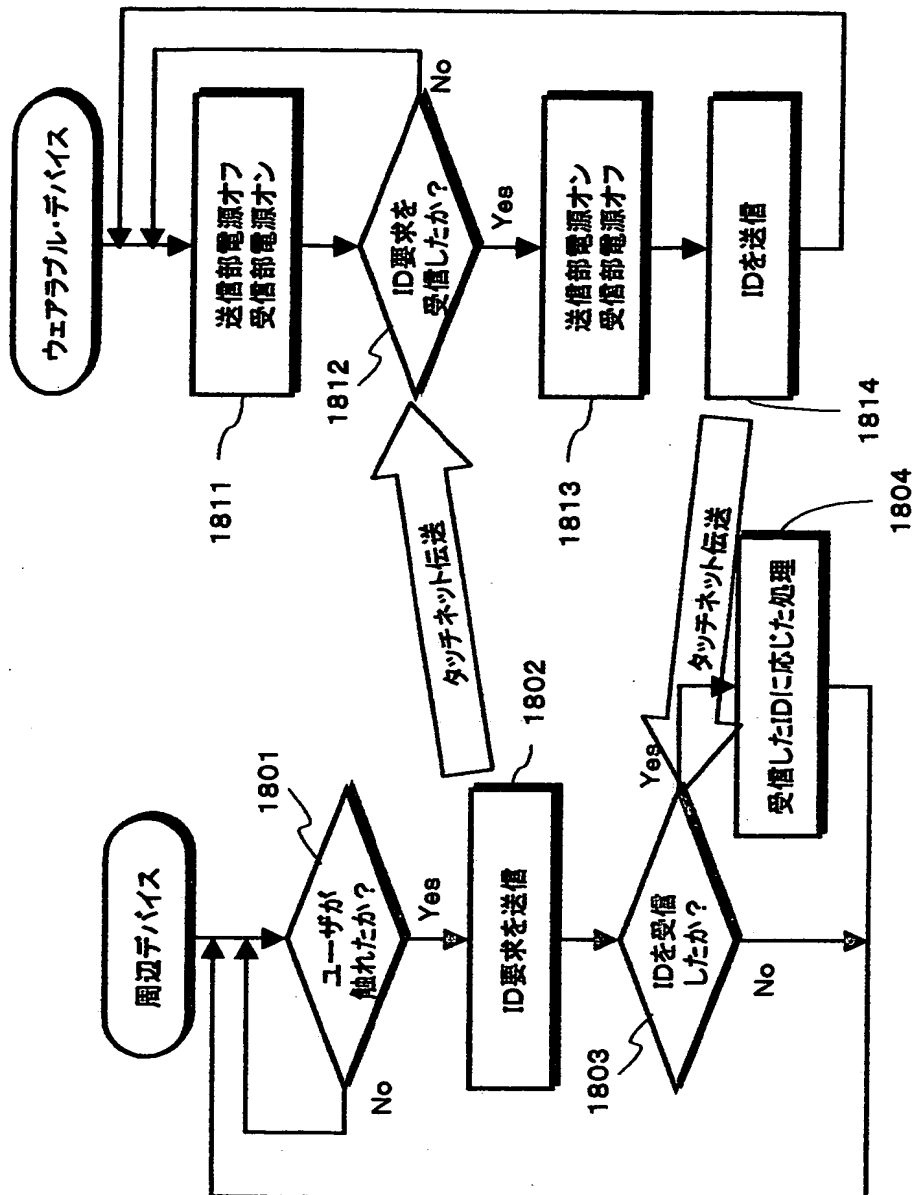 周辺デバイス
ユーザが
触れたか?
1801
Yes
No
ID要求を送信
1802
タッチネット伝送
IDを受信
したか?
1803
Yes
No
受信したIDに応じた処理
1804
タッチネット伝送
ウェアラブル・デバイス
送信部電源オフ
受信部電源オン
1811
ID要求を
受信したか?
1812
No
Yes
送信部電源オン
受信部電源オフ
1813
IDを送信
1814